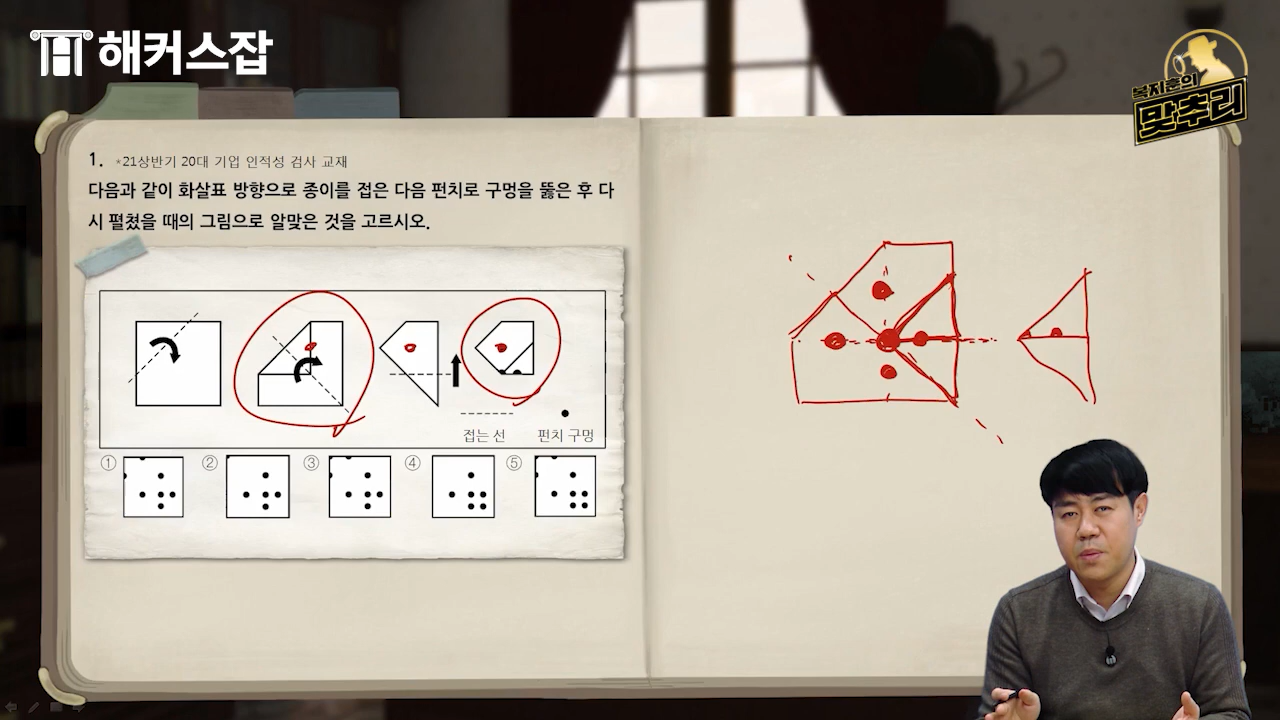 해커스잡
복지훈의
맛추리
1. *21상반기 20대 기업 인적성 검사 교재
다음과 같이 화살표 방향으로 종이를 접은 다음 펀치로 구멍을 뚫은 후 다
시 펼쳤을 때의 그림으로 알맞은 것을 고르시오.
접는 선 펀치 구멍
① ② ③ ④ ⑤